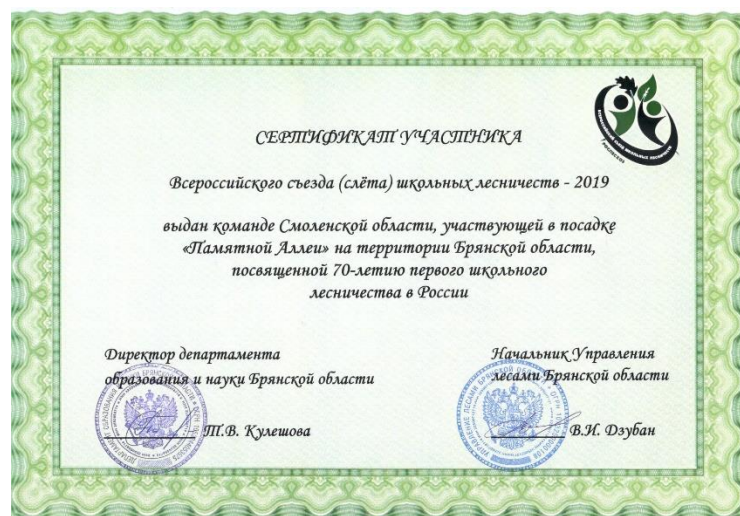 СЕРТИФИКАТ УЧАСТНИКА
Всероссийского съезда (слёта) школьных лесничеств - 2019
выдан команде Смоленской области, участвующей в посадке
«Памятной Аллеи» на территории Брянской области,
посвященной 70-летию первого школьного
лесничества в России
Директор департамента
образования и науки Брянской области
Т.В. Кулешова
Начальник Управления
лесами Брянской области
В.И. Дзубан